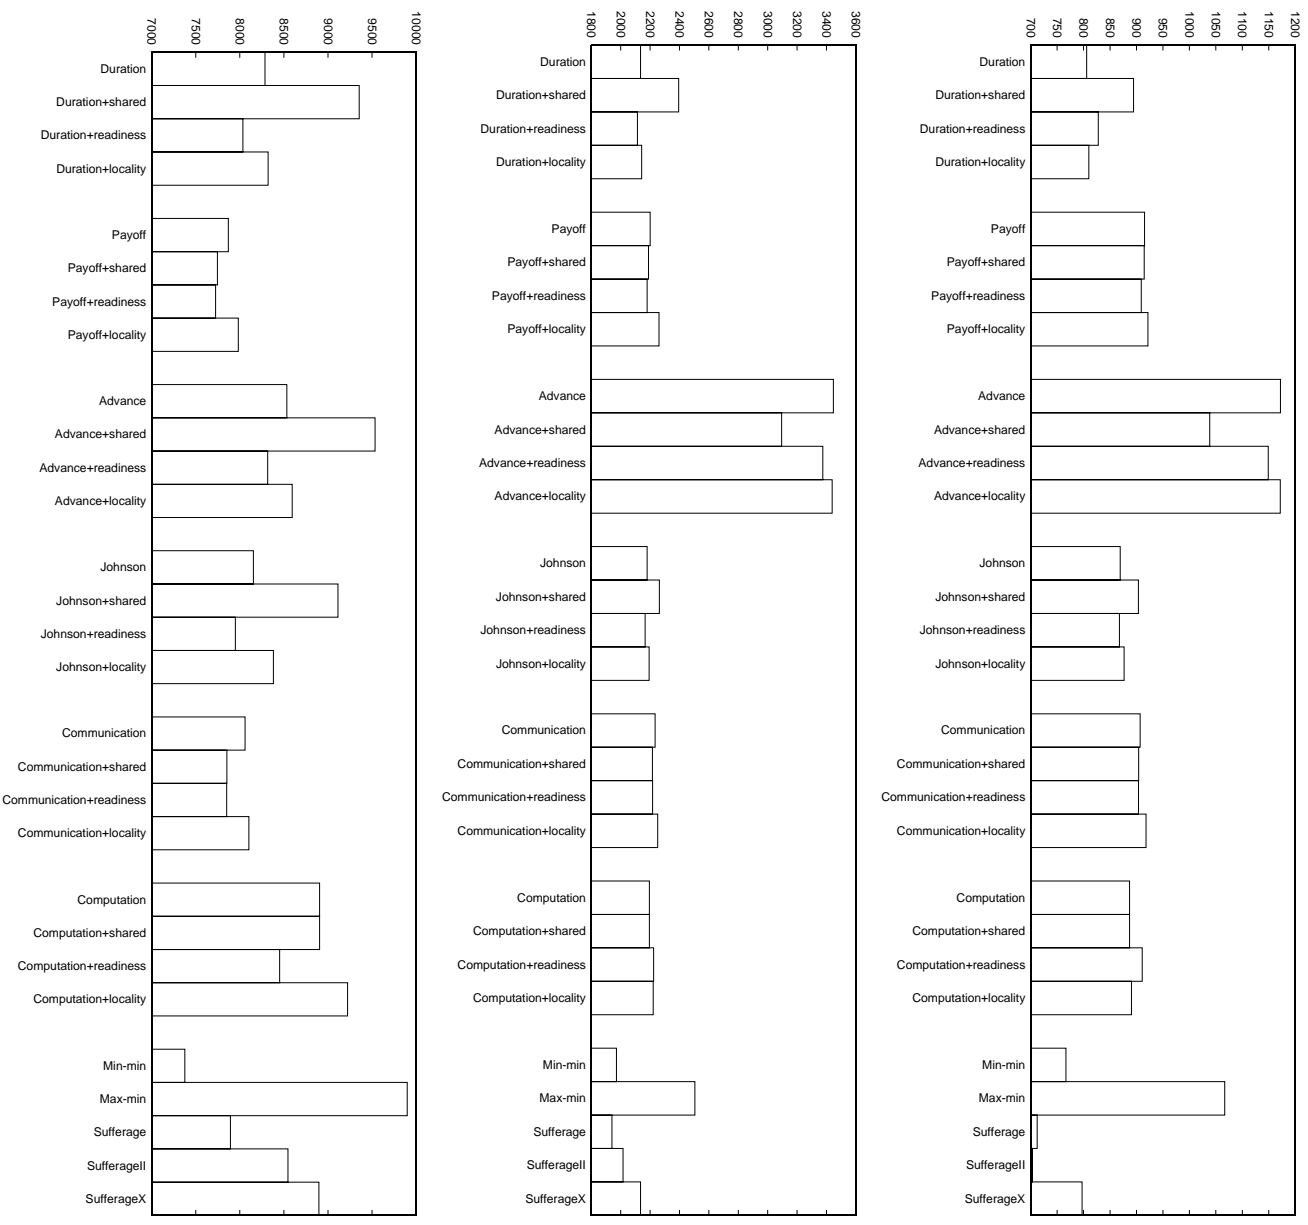 7000 7500 8000 8500 9000 9500 10000
Duration
Duration+shared
Duration+readiness
Duration+locality
Payoff
Payoff+shared
Payoff+readiness
Payoff+locality
Advance
Advance+shared
Advance+readiness
Advance+locality
Johnson
Johnson+shared
Johnson+readiness
Johnson+locality
Communication
Communication+shared
Communication+readiness
Communication+locality
Computation
Computation+shared
Computation+readiness
Computation+locality
Min-min
Max-min
Sufferage
SufferageII
SufferageX
1800 2000 2200 2400 2600 2800 3000 3200 3400 3600
Duration
Duration+shared
Duration+readiness
Duration+locality
Payoff
Payoff+shared
Payoff+readiness
Payoff+locality
Advance
Advance+shared
Advance+readiness
Advance+locality
Johnson
Johnson+shared
Johnson+readiness
Johnson+locality
Communication
Communication+shared
Communication+readiness
Communication+locality
Computation
Computation+shared
Computation+readiness
Computation+locality
Min-min
Max-min
Sufferage
SufferageII
SufferageX
700 750 800 850 900 950 1000 1050 1100 1150 1200
Duration
Duration+shared
Duration+readiness
Duration+locality
Payoff
Payoff+shared
Payoff+readiness
Payoff+locality
Advance
Advance+shared
Advance+readiness
Advance+locality
Johnson
Johnson+shared
Johnson+readiness
Johnson+locality
Communication
Communication+shared
Communication+readiness
Communication+locality
Computation
Computation+shared
Computation+readiness
Computation+locality
Min-min
Max-min
Sufferage
SufferageII
SufferageX